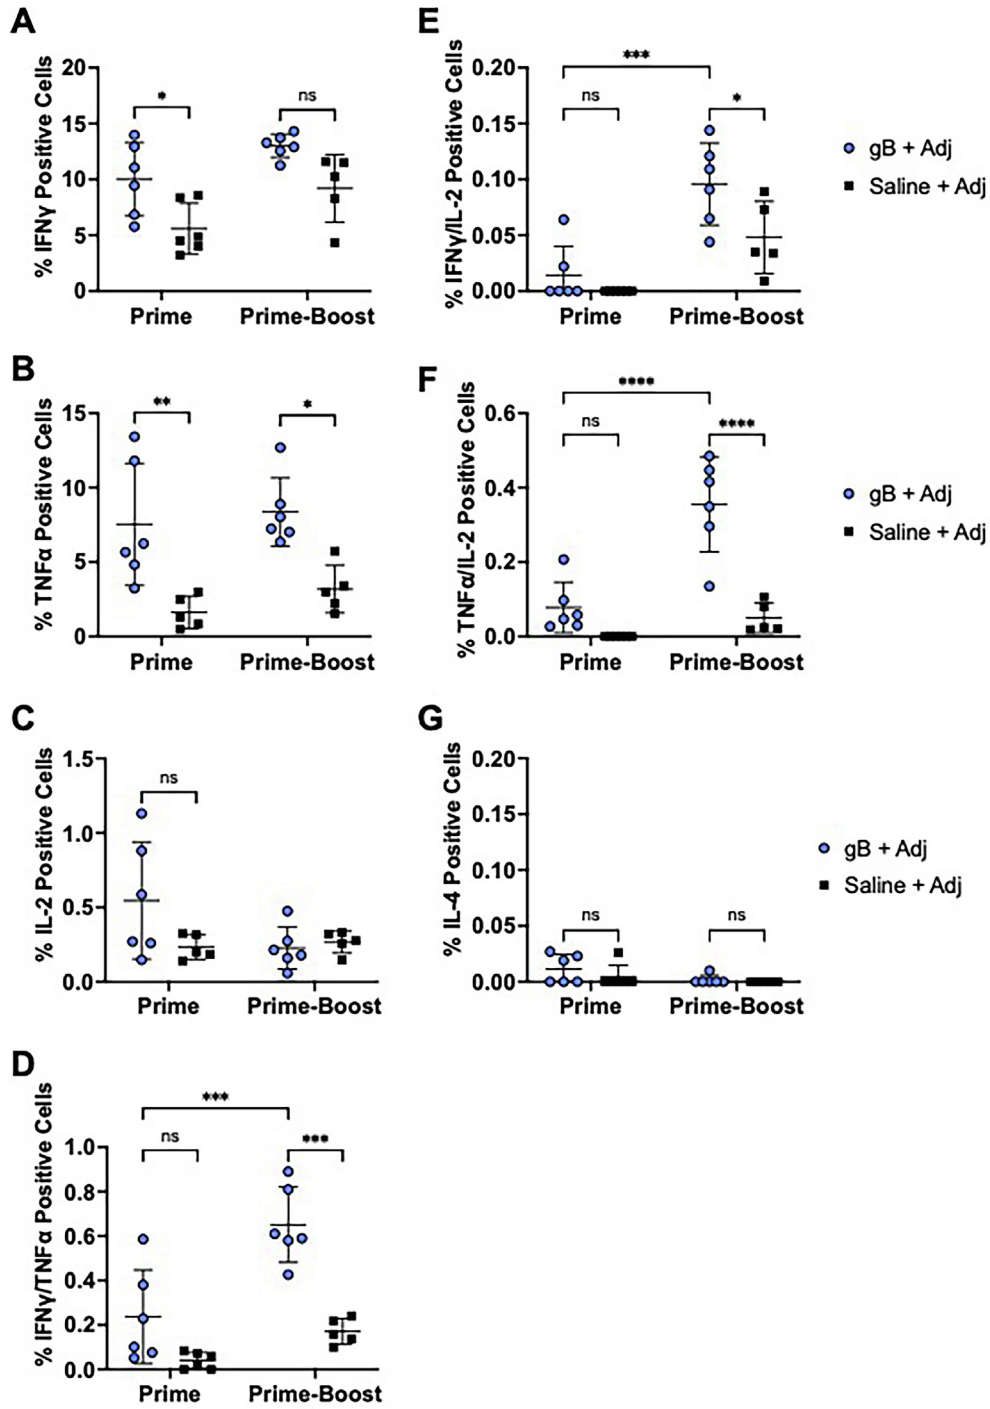 A
% IFNγ Positive Cells
20
15
10
5
0
*
ns
Prime
Prime-Boost
B
% TNFα Positive Cells
15
10
5
0
**
*
Prime
Prime-Boost
C
% IL-2 Positive Cells
1.5
1.0
0.5
0.0
ns
Prime
Prime-Boost
D
% IFNγ/TNFα Positive Cells
1.0
0.8
0.6
0.4
0.2
0.0
***
ns
***
Prime
Prime-Boost
E
% IFNγ/IL-2 Positive Cells
0.20
0.15
0.10
0.05
0.00
***
ns
*
Prime
Prime-Boost
gB + Adj
Saline + Adj
F
% TNFα/IL-2 Positive Cells
0.6
0.4
0.2
0.0
****
ns
****
Prime
Prime-Boost
gB + Adj
Saline + Adj
G
% IL-4 Positive Cells
0.20
0.15
0.10
0.05
0.00
ns
ns
Prime
Prime-Boost
gB + Adj
Saline + Adj